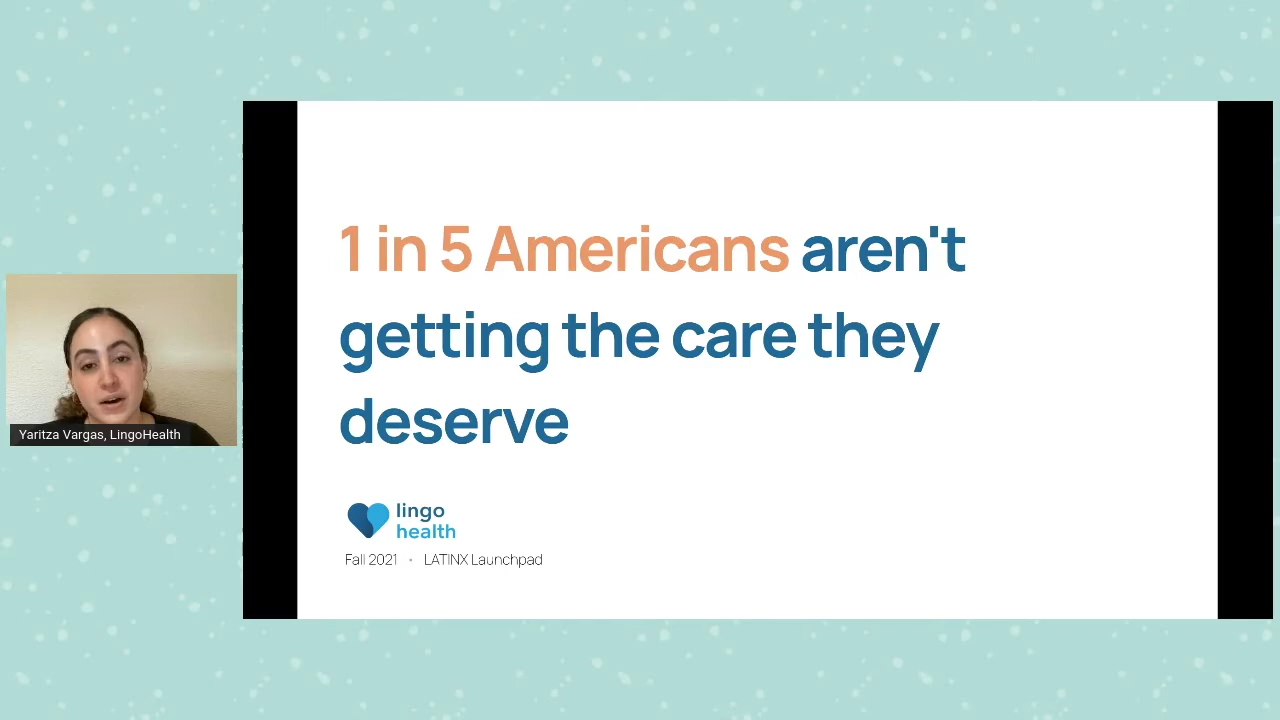 1 in 5 Americans aren't
getting the care they
deserve
lingo
health
Fall 2021 • LATINX Launchpad
Yaritza Vargas, LingoHealth